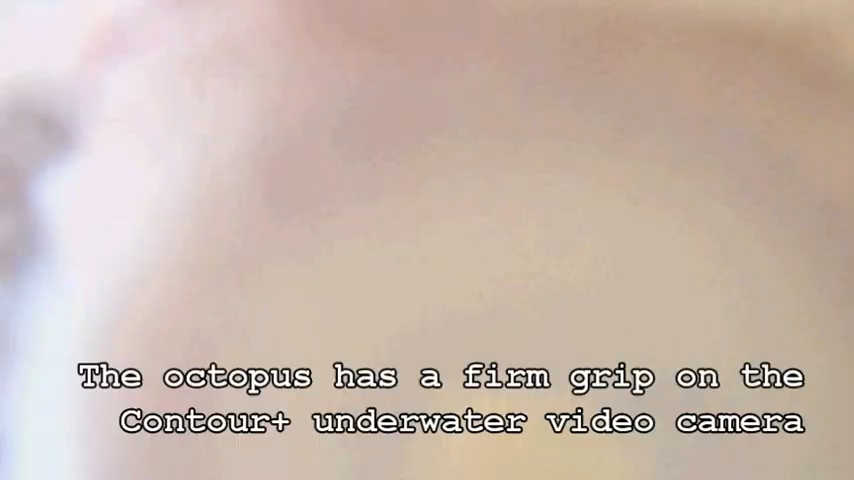 The octopus has a firm grip on the
Contour+ underwater video camera